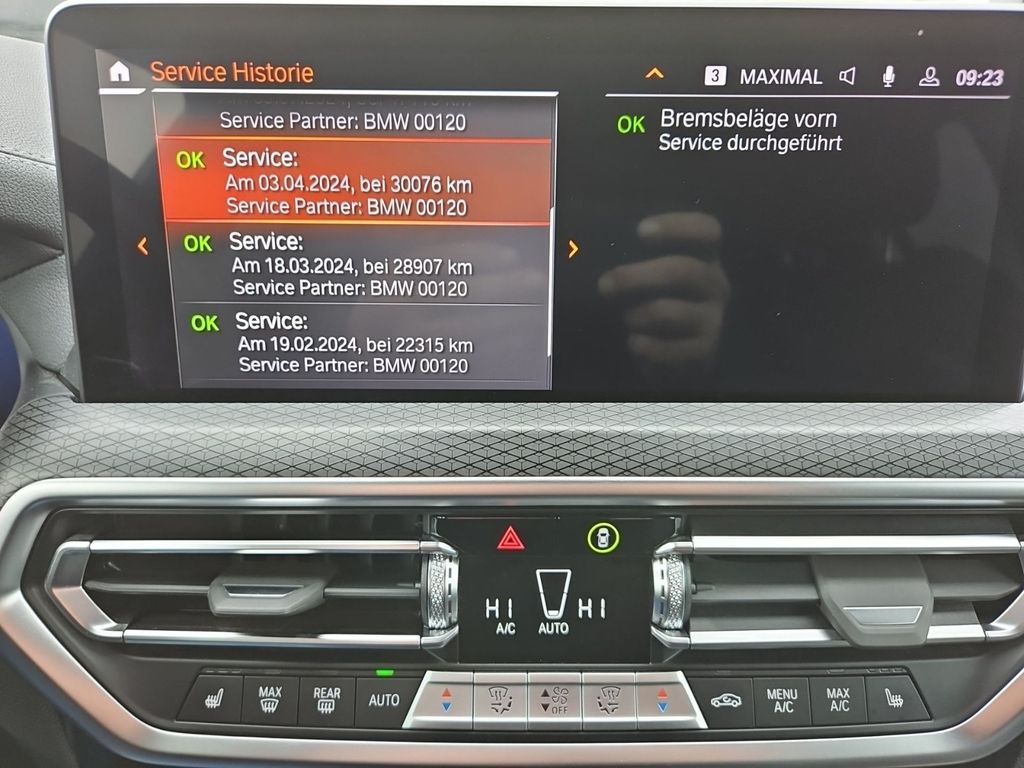 Service Historie
3 MAXIMAL 09:23
Service Partner: BMW 00120
OK Service:
Am 03.04.2024, bei 30076 km
Service Partner: BMW 00120
OK Service:
Am 18.03.2024, bei 28907 km
Service Partner: BMW 00120
OK Service:
Am 19.02.2024, bei 22315 km
Service Partner: BMW 00120
OK Bremsbeläge vorn
Service durchgeführt
HI HI
A/C AUTO
MAX
REAR
AUTO
OFF
MENU
A/C
MAX
A/C